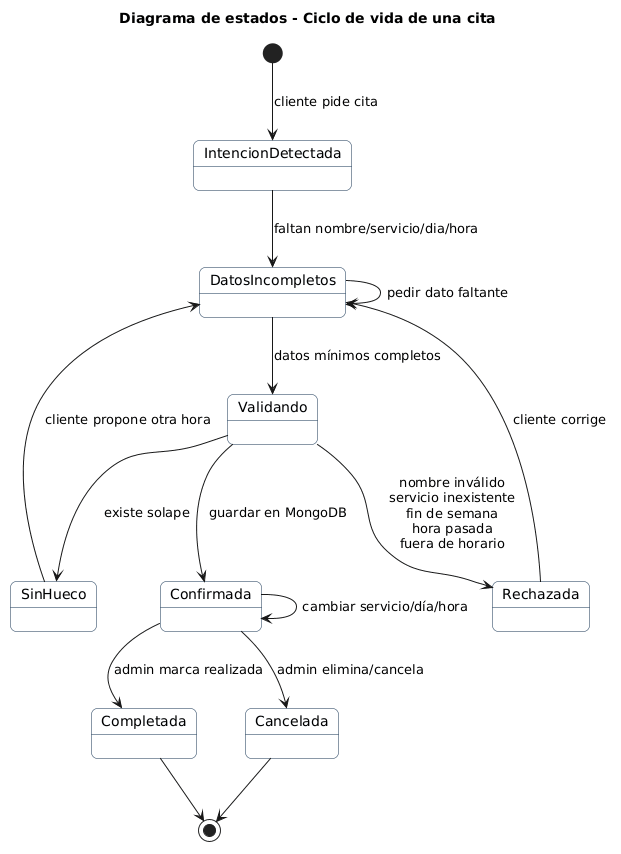 Diagrama de estados - Ciclo de vida de una cita
cliente pide cita
IntencionDetectada
faltan nombre/servicio/dia/hora
DatosIncompletos
pedir dato faltante
datos mínimos completos
Validando
cliente propone otra hora
cliente corrige
existe solape
guardar en MongoDB
nombre inválido
servicio inexistente
fin de semana
hora pasada
fuera de horario
SinHueco
Confirmada
Rechazada
cambiar servicio/día/hora
admin marca realizada
admin elimina/cancela
Completada
Cancelada